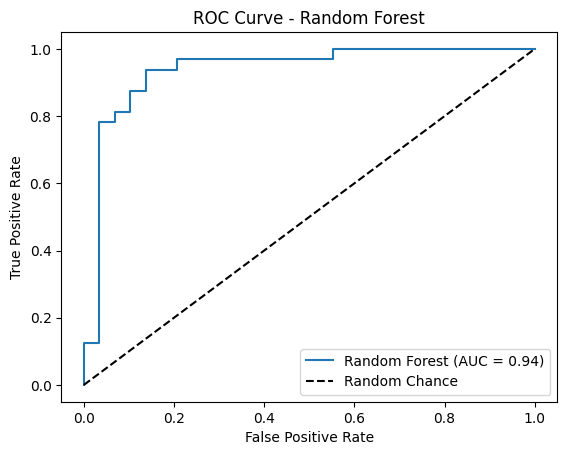 ROC Curve - Random Forest
1.0
0.8
0.6
0.4
0.2
0.0
True Positive Rate
Random Forest (AUC = 0.94)
Random Chance
0.0 0.2 0.4 0.6 0.8 1.0
False Positive Rate